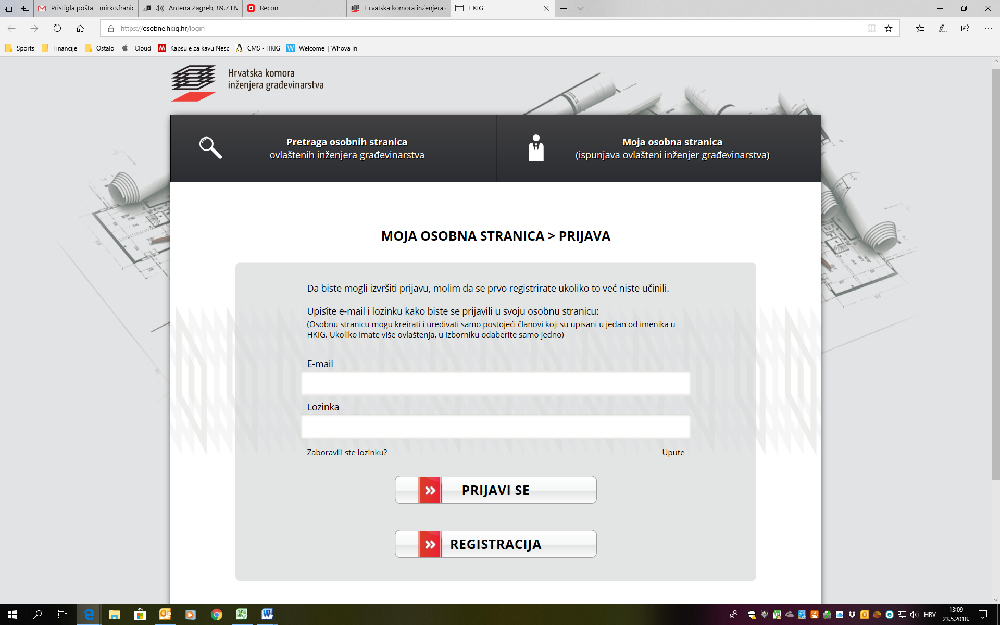 Pristigla pošta - mirko.franic
Antena Zagreb, 89.7 FM
Recon
Hrvatska komora inženjera
HKIG
https://osobne.hkig.hr/login
Sports
Financije
Ostalo
iCloud
Kapsule za kavu Nesc
CMS - HKIG
Welcome | Whova In
Hrvatska komora
inženjera građevinarstva
Pretraga osobnih stranica
ovlaštenih inženjera građevinarstva
Moja osobna stranica
(ispunjava ovlašteni inženjer građevinarstva)
MOJA OSOBNA STRANICA > PRIJAVA
Da biste mogli izvršiti prijavu, molim da se prvo registrirate ukoliko to već niste učinili.
Upišite e-mail i lozinku kako biste se prijavili u svoju osobnu stranicu:
(Osobnu stranicu mogu kreirati i uređivati samo postojeći članovi koji su upisani u jedan od imenika u
HKIG. Ukoliko imate više ovlaštenja, u izborniku odaberite samo jedno)
E-mail
Lozinka
Zaboravili ste lozinku?
Upute
PRIJAVI SE
REGISTRACIJA
HRV
13:09
23.5.2018.